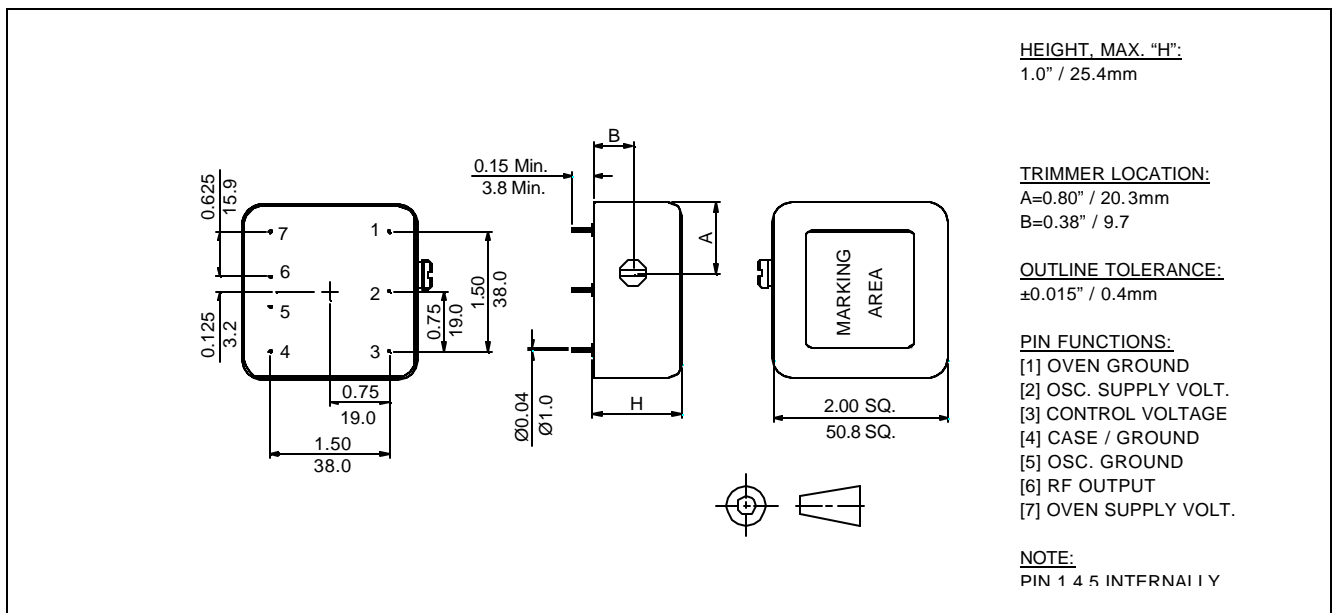 HEIGHT, MAX. “H”:
1.0” / 25.4mm
TRIMMER LOCATION:
A=0.80” / 20.3mm
B=0.38” / 9.7
OUTLINE TOLERANCE:
±0.015” / 0.4mm
PIN FUNCTIONS:
[1] OVEN GROUND
[2] OSC. SUPPLY VOLT.
[3] CONTROL VOLTAGE
[4] CASE / GROUND
[5] OSC. GROUND
[6] RF OUTPUT
[7] OVEN SUPPLY VOLT.
NOTE:
PIN 1,4,5 INTERNALLY
0.625
15.9
0.125
3.2
7
6
5
4
1
2
3
0.75
19.0
1.50
38.0
0.75
19.0
1.50
38.0
0.15 Min.
3.8 Min.
B
A
H
Ø0.04
Ø1.0
MARKING
AREA
2.00 SQ.
50.8 SQ.